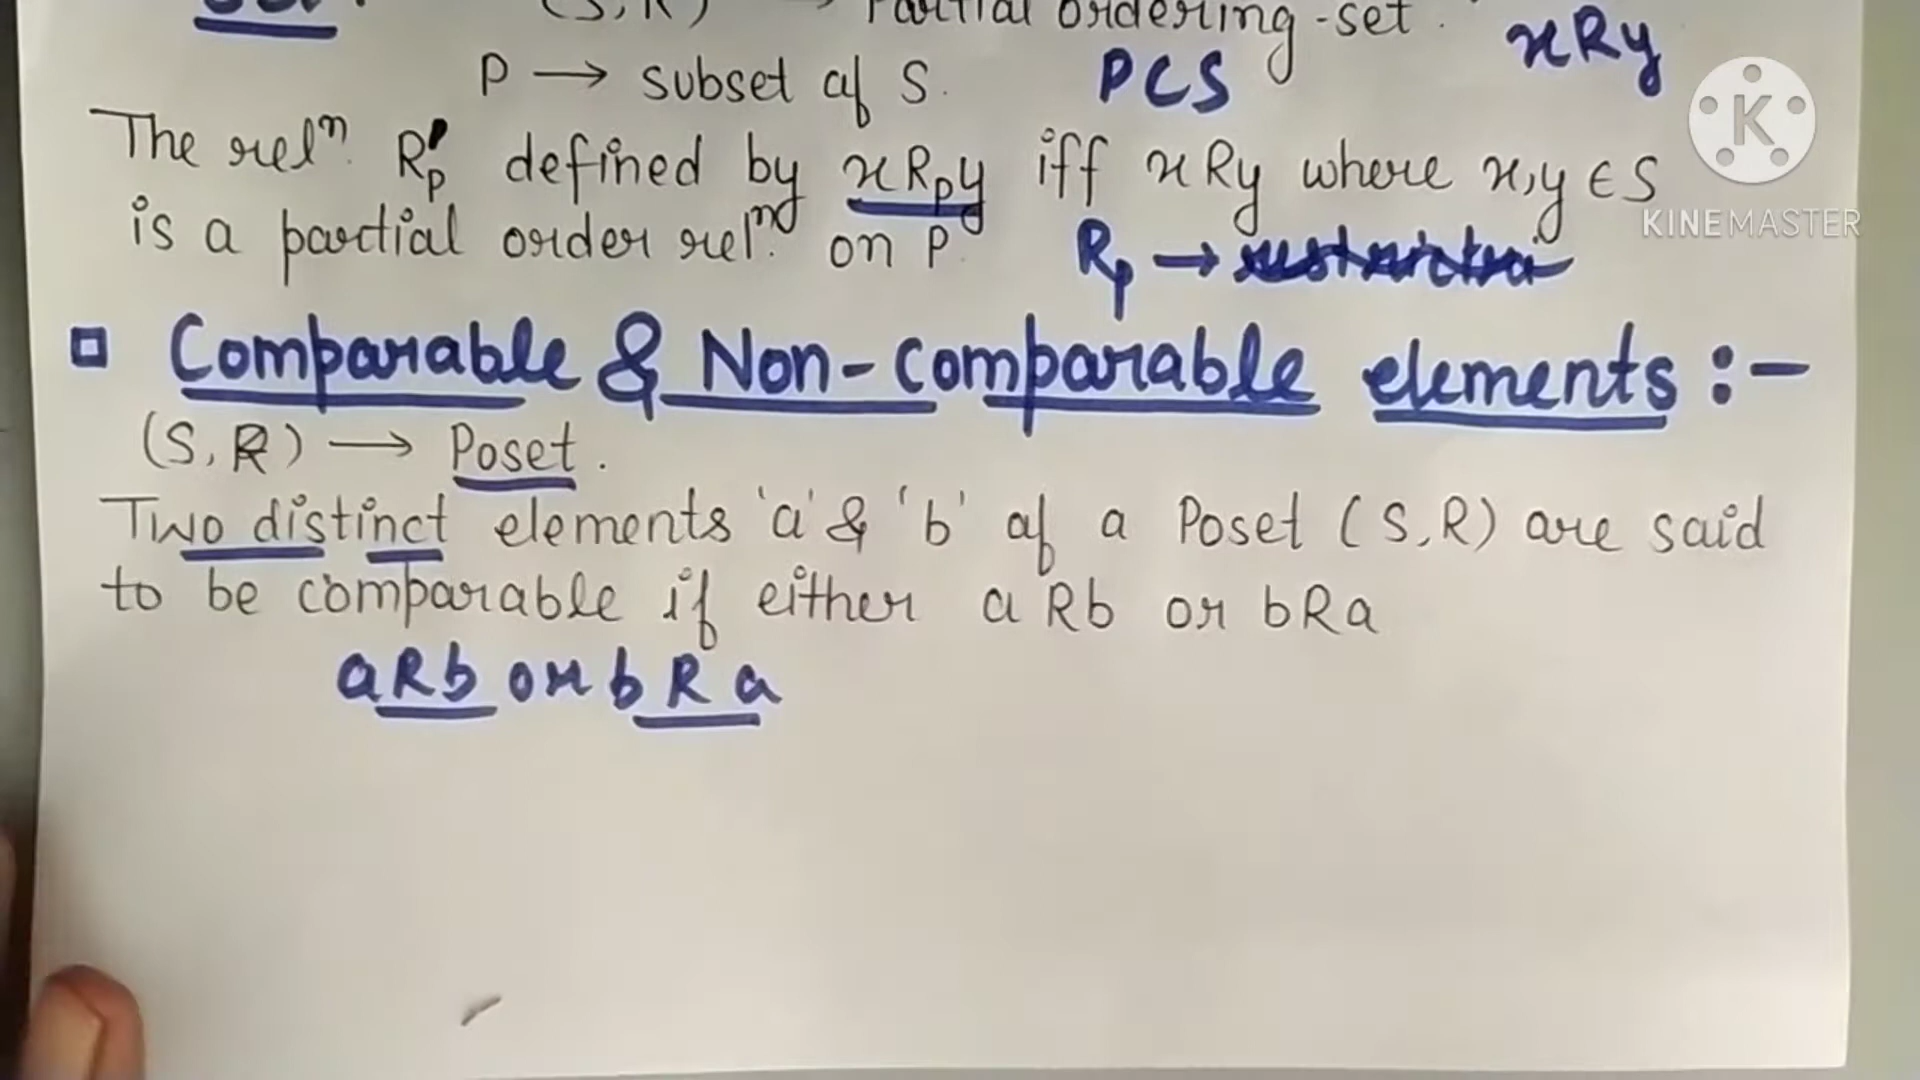 (S, R) → Partial ordering-set.
xRy
P → subset of S. PCS
The relⁿ. R'p defined by xRpy iff xRy where x,y ∈ S
is a partial order relⁿ. on P. Rp →
Comparable & Non-comparable elements :-
(S, R) → Poset.
Two distinct elements 'a' & 'b' of a Poset (S,R) are said
to be comparable if either aRb or bRa
aRb or bRa
K
KINEMASTER